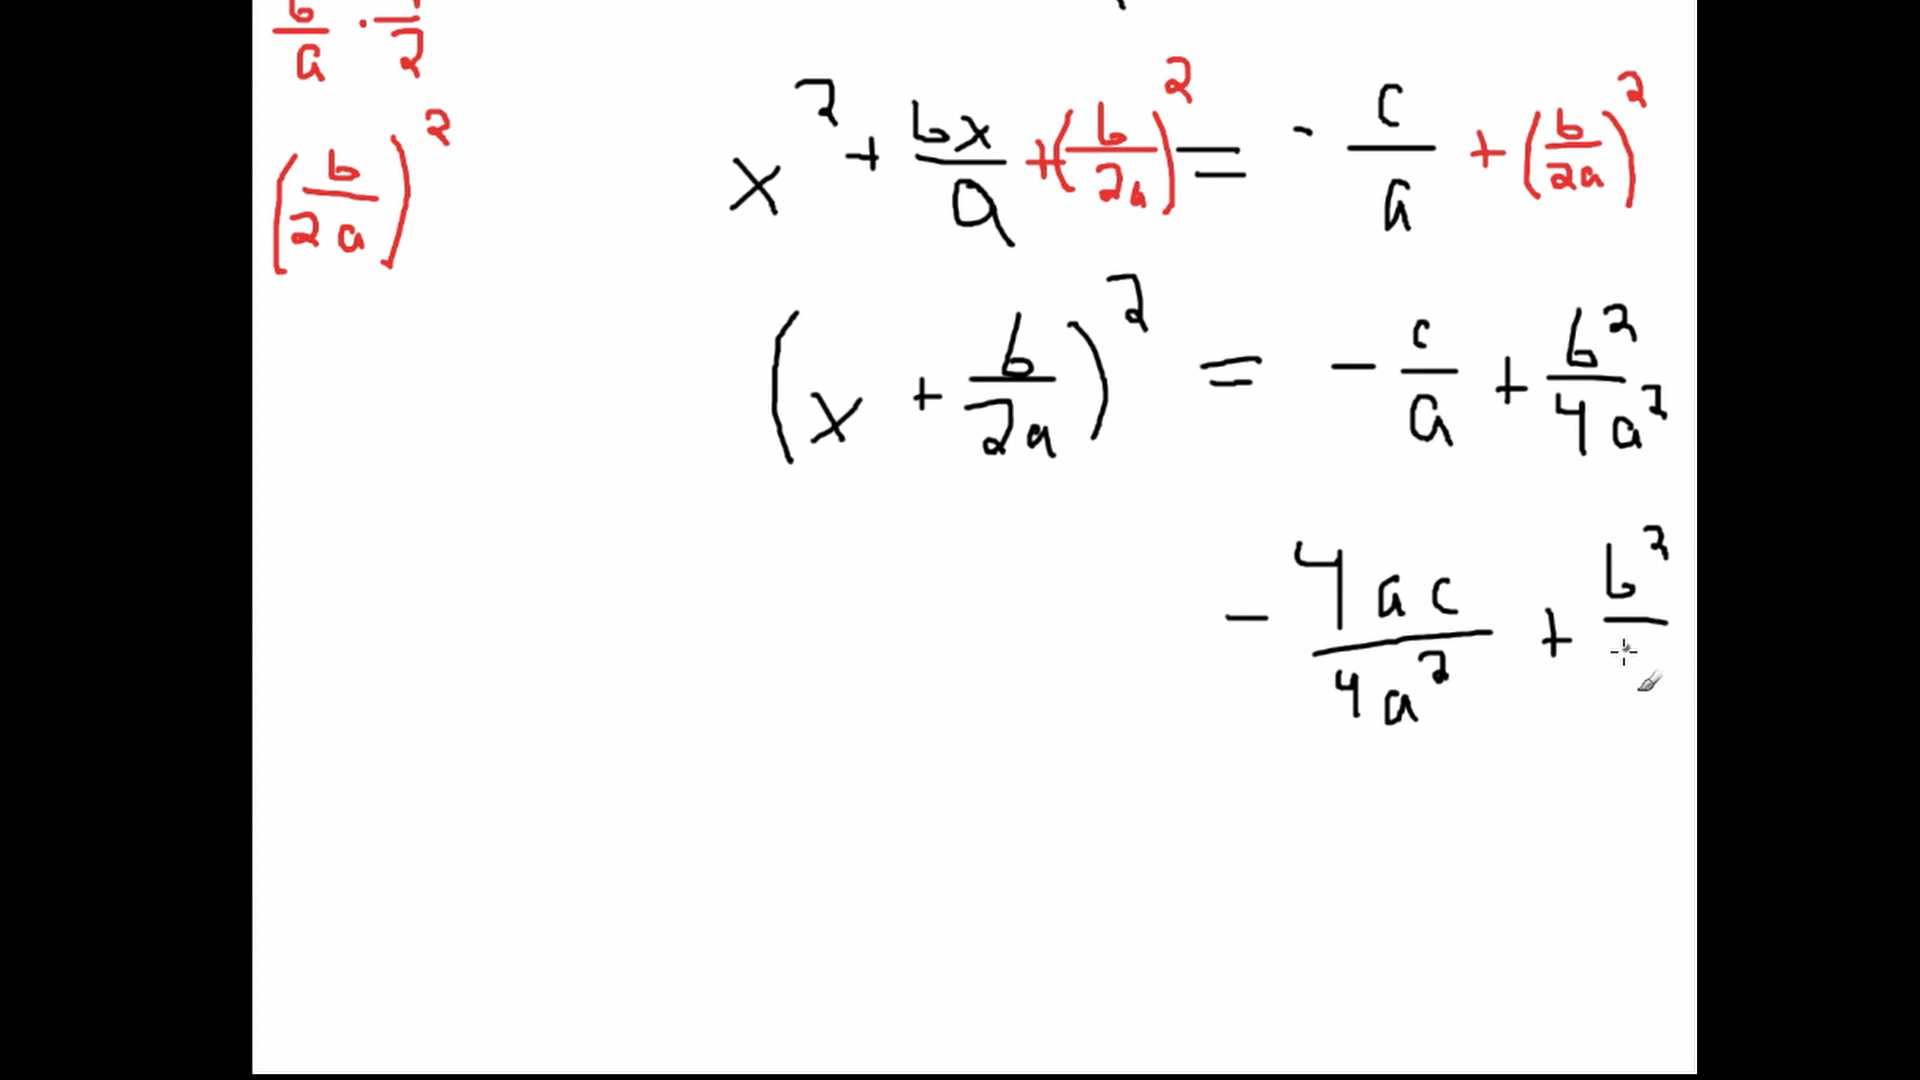 b/a · 1/2
(b/2a)²
x² + bx/a + (b/2a)² = - c/a + (b/2a)²
(x + b/2a)² = - c/a + b²/4a²
- 4ac/4a² + b²/